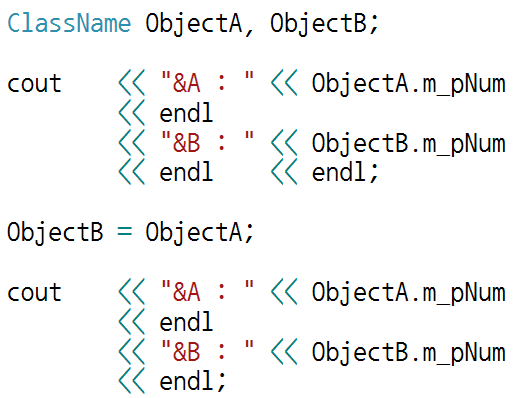 ClassName ObjectA, ObjectB;
cout    << "&A : " << ObjectA.m_pNum
<< endl
<< "&B : " << ObjectB.m_pNum
<< endl    << endl;
ObjectB = ObjectA;
cout    << "&A : " << ObjectA.m_pNum
<< endl
<< "&B : " << ObjectB.m_pNum
<< endl;